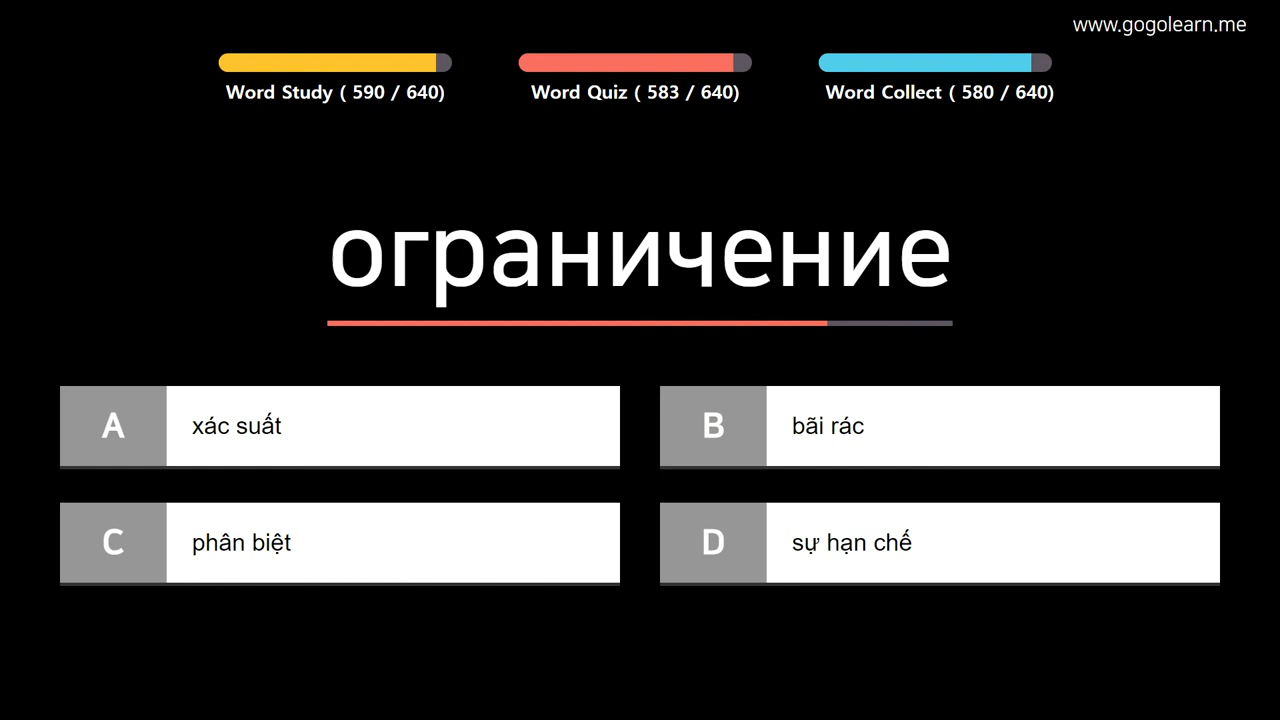 www.gogolearn.me
Word Study ( 590 / 640)
Word Quiz ( 583 / 640)
Word Collect ( 580 / 640)
ограничение
A xác suất
B bãi rác
C phân biệt
D sự hạn chế